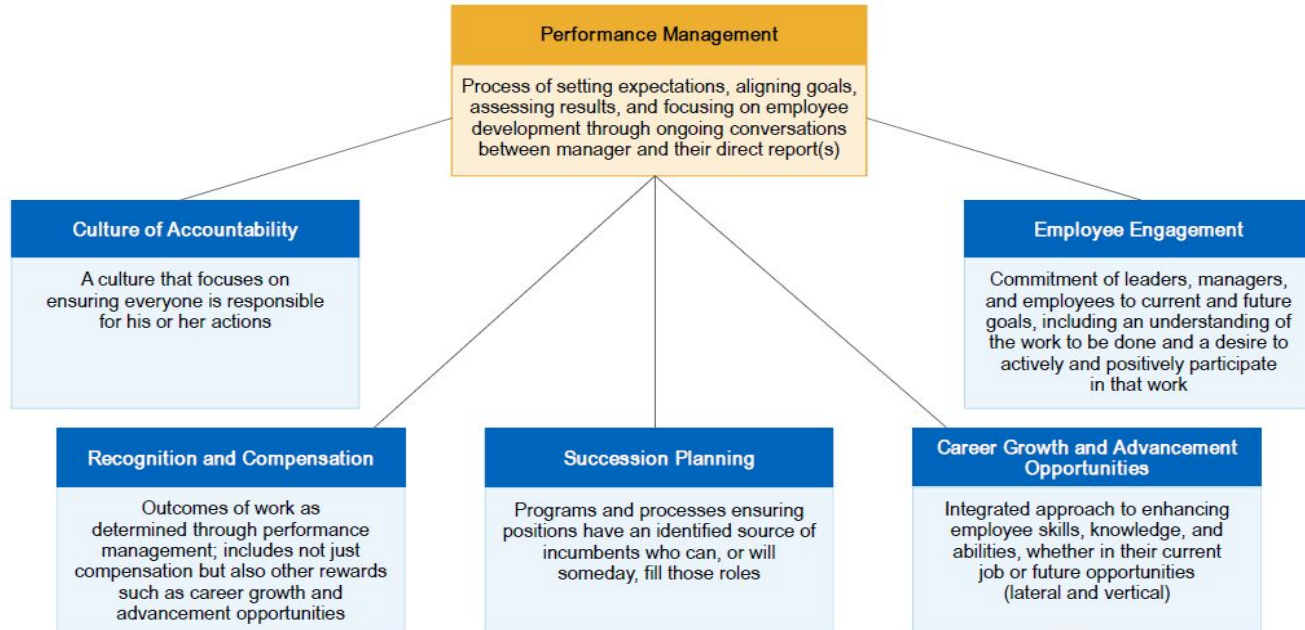 Performance Management
Process of setting expectations, aligning goals,
assessing results, and focusing on employee
development through ongoing conversations
between manager and their direct report(s)
Culture of Accountability
A culture that focuses on
ensuring everyone is responsible
for his or her actions
Employee Engagement
Commitment of leaders, managers,
and employees to current and future
goals, including an understanding of
the work to be done and a desire to
actively and positively participate
in that work
Recognition and Compensation
Outcomes of work as
determined through performance
management; includes not just
compensation but also other rewards
such as career growth and
advancement opportunities
Succession Planning
Programs and processes ensuring
positions have an identified source of
incumbents who can, or will
someday, fill those roles
Career Growth and Advancement
Opportunities
Integrated approach to enhancing
employee skills, knowledge, and
abilities, whether in their current
job or future opportunities
(lateral and vertical)